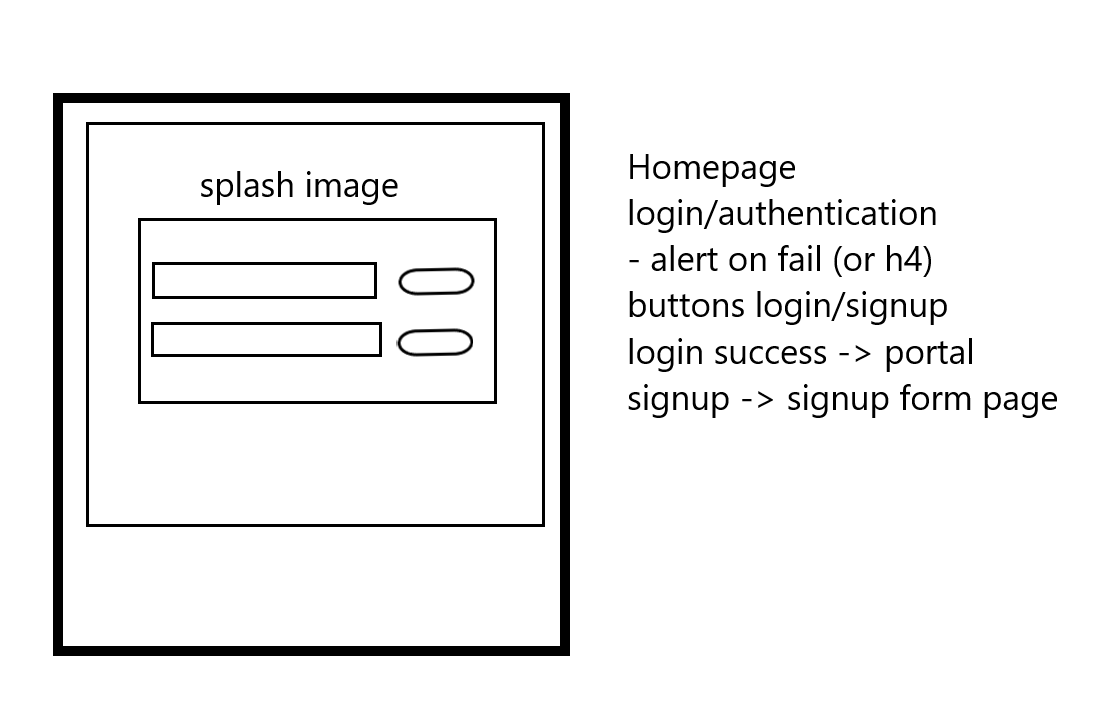 splash image
Homepage
login/authentication
- alert on fail (or h4)
buttons login/signup
login success -> portal
signup -> signup form page